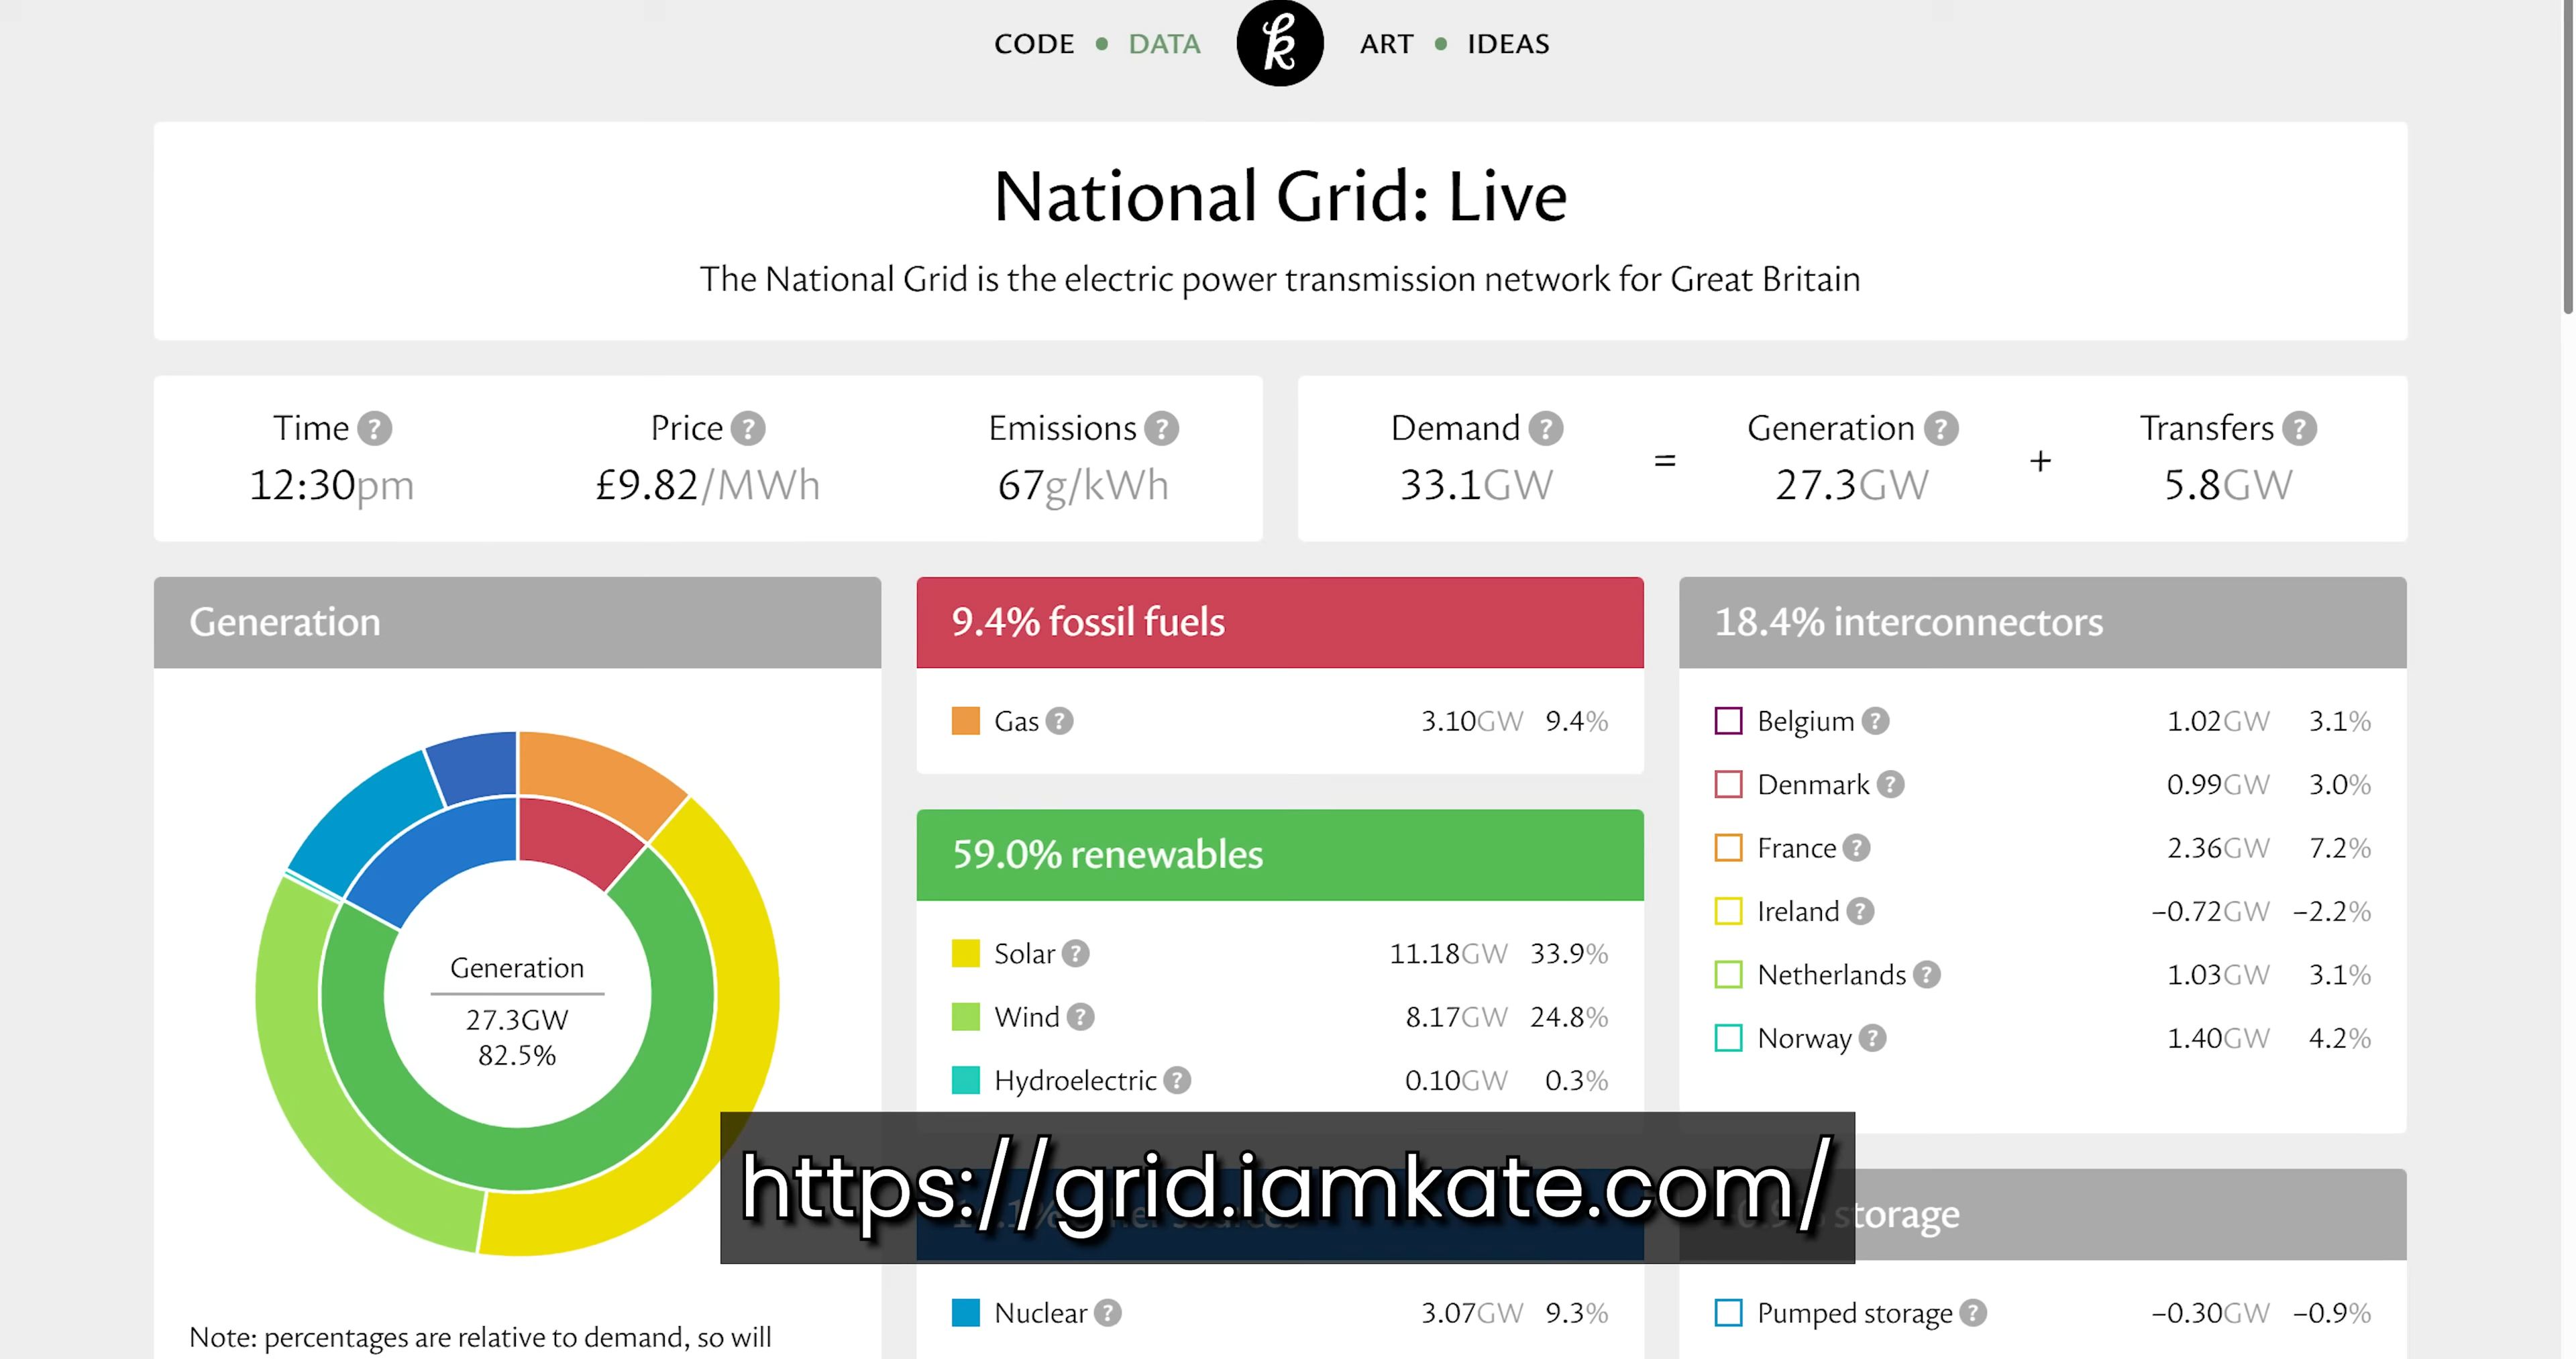 CODE • DATA k ART • IDEAS
National Grid: Live
The National Grid is the electric power transmission network for Great Britain
Time ?
12:30pm
Price ?
£9.82/MWh
Emissions ?
67g/kWh
Demand ?
33.1GW
=
Generation ?
27.3GW
+
Transfers ?
5.8GW
Generation
Generation
27.3GW
82.5%
Note: percentages are relative to demand, so will
9.4% fossil fuels
Gas ? 3.10GW 9.4%
59.0% renewables
Solar ? 11.18GW 33.9%
Wind ? 8.17GW 24.8%
Hydroelectric ? 0.10GW 0.3%
Nuclear ? 3.07GW 9.3%
18.4% interconnectors
Belgium ? 1.02GW 3.1%
Denmark ? 0.99GW 3.0%
France ? 2.36GW 7.2%
Ireland ? −0.72GW −2.2%
Netherlands ? 1.03GW 3.1%
Norway ? 1.40GW 4.2%
storage
Pumped storage ? −0.30GW −0.9%
https://grid.iamkate.com/